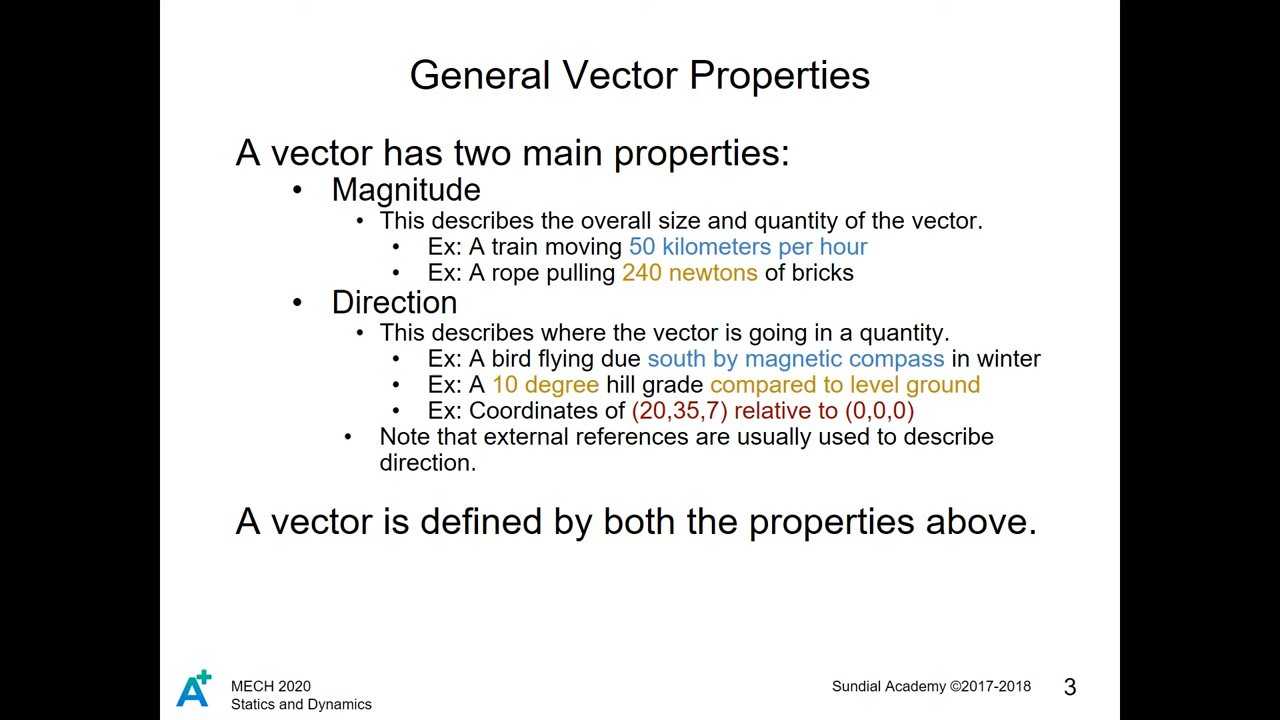 General Vector Properties
A vector has two main properties:
• Magnitude
• This describes the overall size and quantity of the vector.
• Ex: A train moving 50 kilometers per hour
• Ex: A rope pulling 240 newtons of bricks
• Direction
• This describes where the vector is going in a quantity.
• Ex: A bird flying due south by magnetic compass in winter
• Ex: A 10 degree hill grade compared to level ground
• Ex: Coordinates of (20,35,7) relative to (0,0,0)
• Note that external references are usually used to describe
direction.
A vector is defined by both the properties above.
A+
MECH 2020
Statics and Dynamics
Sundial Academy ©2017-2018 3